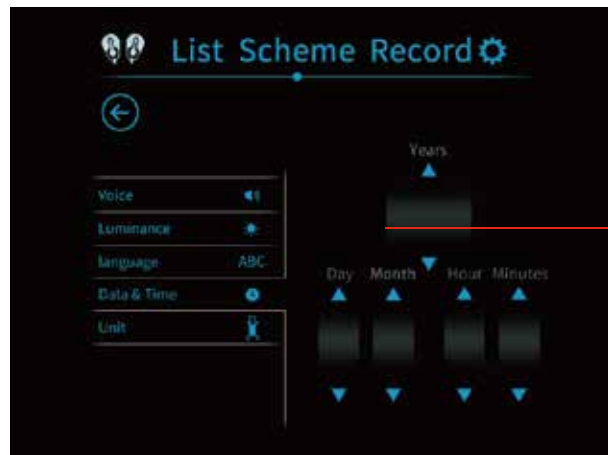 List Scheme Record
Years
Voice
Luminance
language ABC
Day Month Hour Minutes
Data & Time
Unit